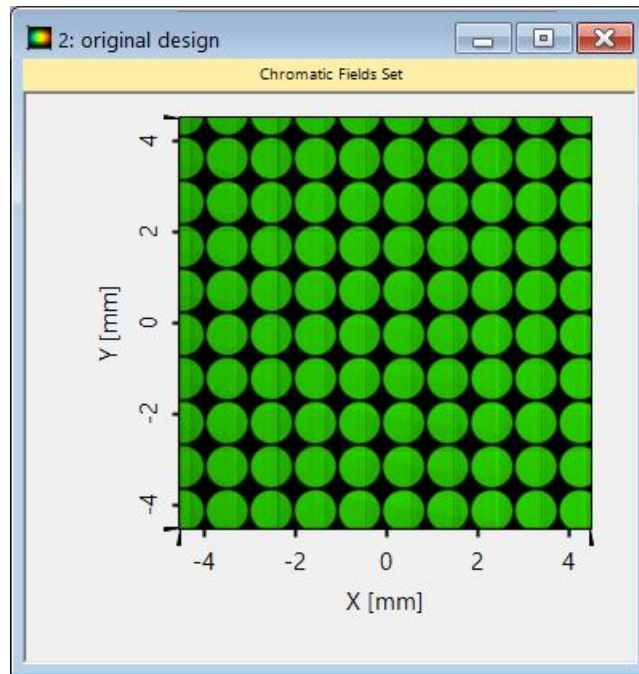 2: original design
Chromatic Fields Set
4
2
0
-2
-4
Y [mm]
-4 -2 0 2 4
X [mm]